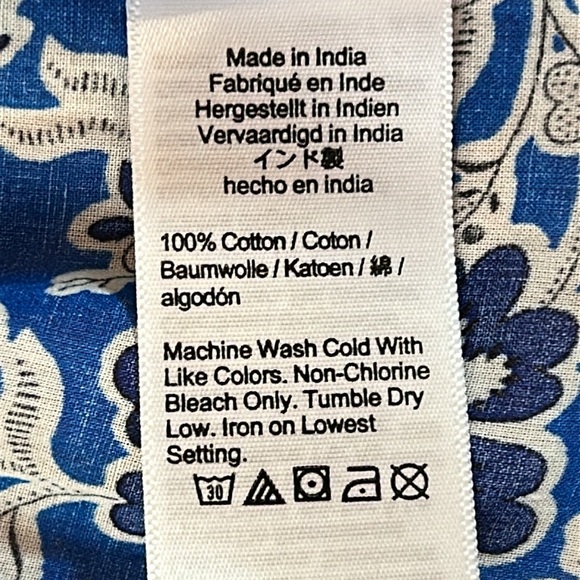 Made in India
Fabriqué en Inde
Hergestellt in Indien
Vervaardigd in India
インド製
hecho en india
100% Cotton / Coton /
Baumwolle / Katoen / 綿 /
algodón
Machine Wash Cold With
Like Colors. Non-Chlorine
Bleach Only. Tumble Dry
Low. Iron on Lowest
Setting.
30